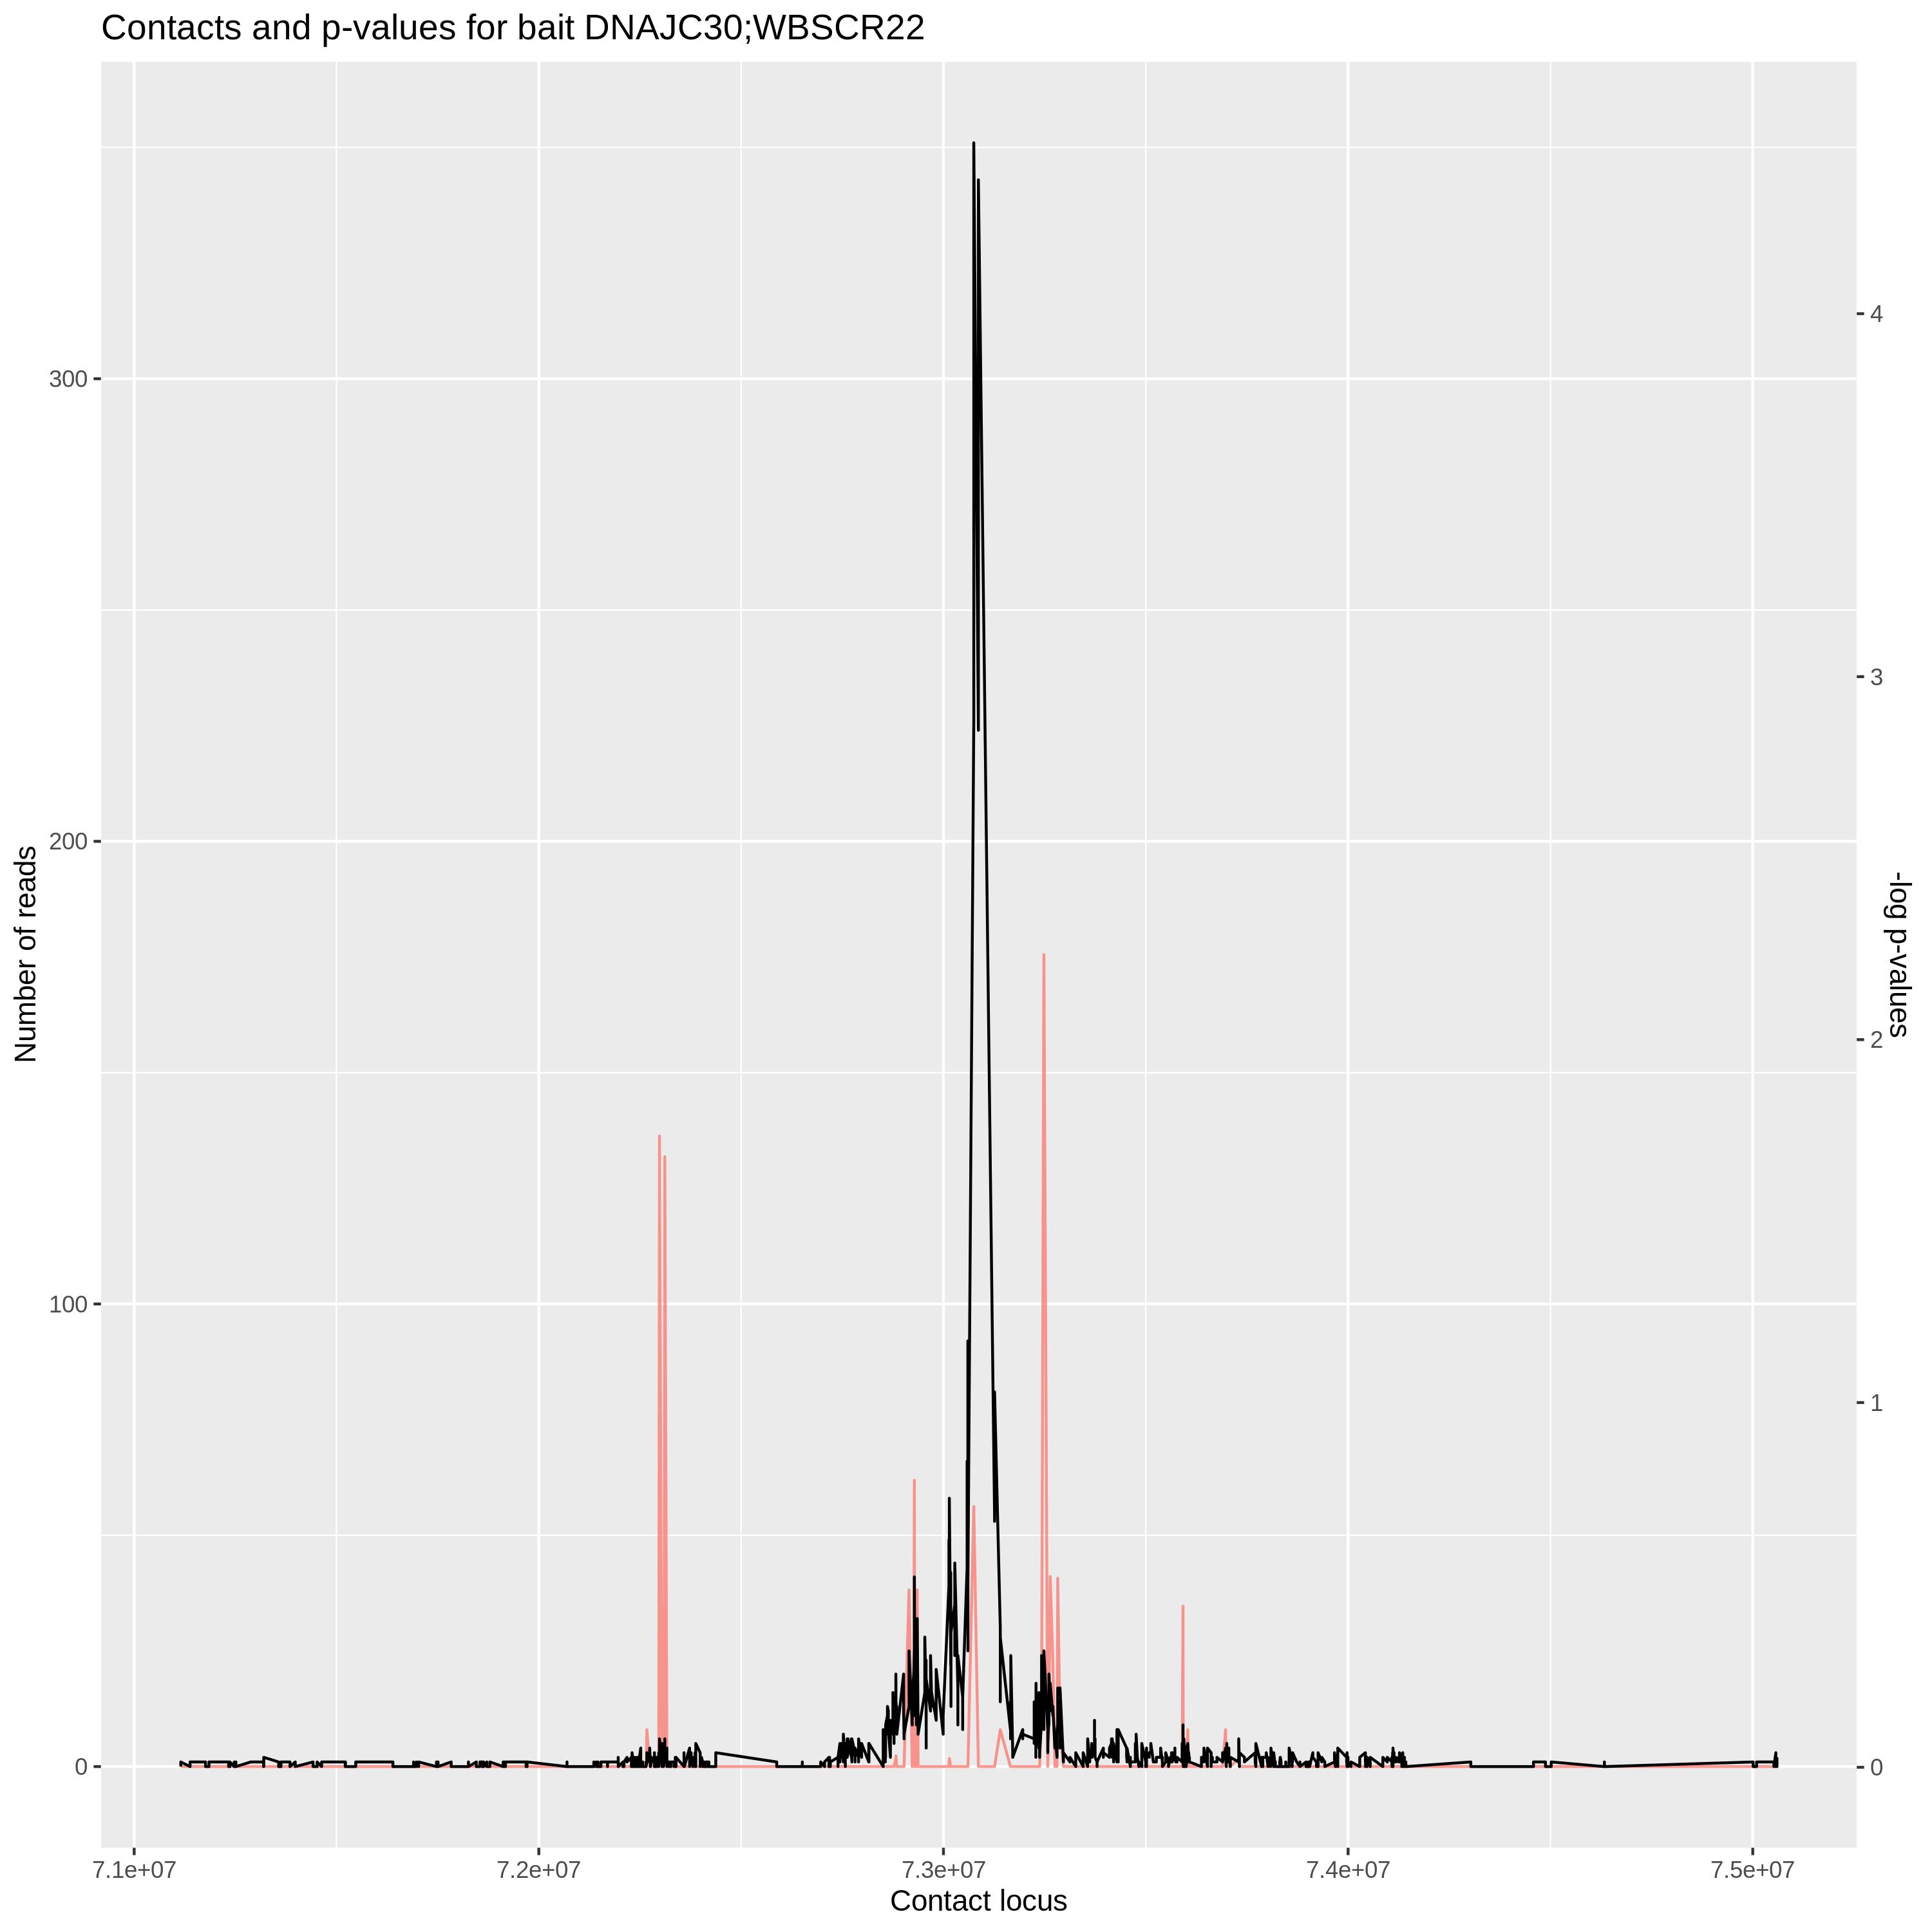 Contacts and p-values for bait DNAJC30;WBSCR22
Number of reads
300
200
100
0
4
3
2
1
0
-log p-values
7.1e+07
7.2e+07
7.3e+07
7.4e+07
7.5e+07
Contact locus